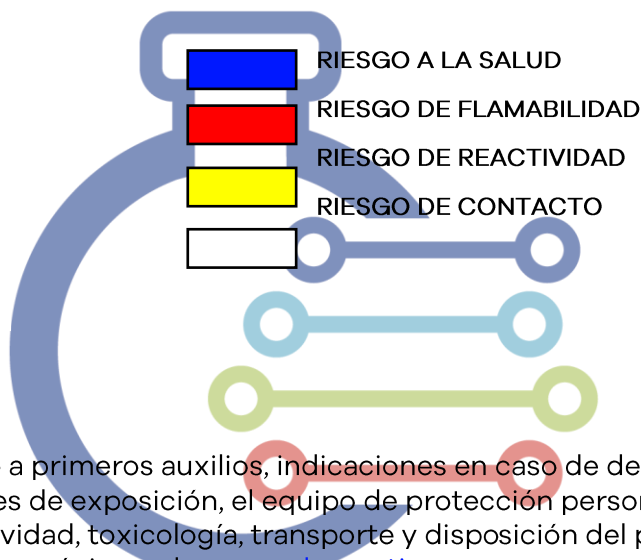 RIESGO A LA SALUD
RIESGO DE FLAMABILIDAD
RIESGO DE REACTIVIDAD
RIESGO DE CONTACTO
a primeros auxilios, indicaciones en caso de de
es de exposición, el equipo de protección person
vidad, toxicología, transporte y disposición del p